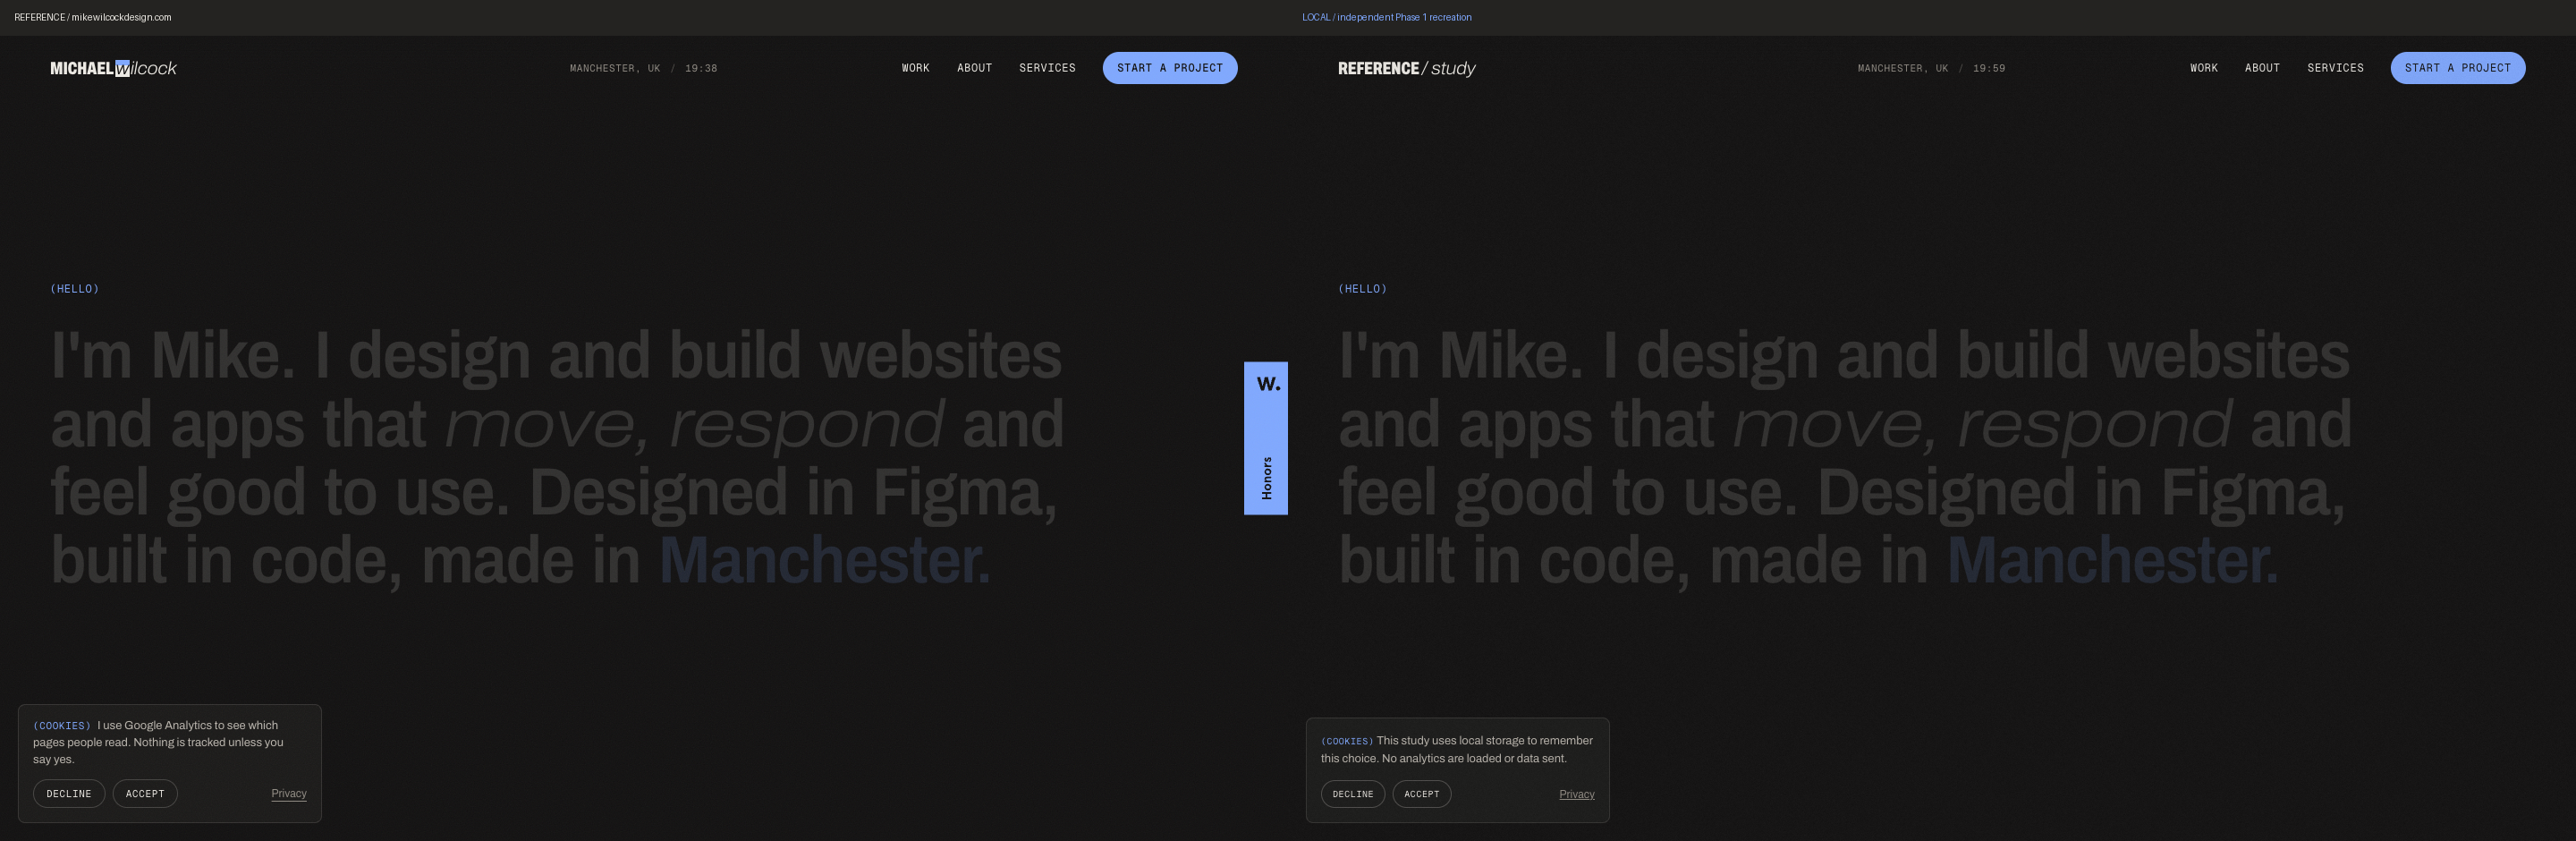 REFERENCE / mikewilcockdesign.com
MICHAEL wilcock
MANCHESTER, UK / 19:38
WORK ABOUT SERVICES START A PROJECT
(HELLO)
I'm Mike. I design and build websites
and apps that move, respond and
feel good to use. Designed in Figma,
built in code, made in Manchester.
W.
Honors
(COOKIES) I use Google Analytics to see which
pages people read. Nothing is tracked unless you
say yes.
DECLINE ACCEPT Privacy
LOCAL / independent Phase 1 recreation
REFERENCE / study
MANCHESTER, UK / 19:59
WORK ABOUT SERVICES START A PROJECT
(HELLO)
I'm Mike. I design and build websites
and apps that move, respond and
feel good to use. Designed in Figma,
built in code, made in Manchester.
(COOKIES) This study uses local storage to remember
this choice. No analytics are loaded or data sent.
DECLINE ACCEPT Privacy